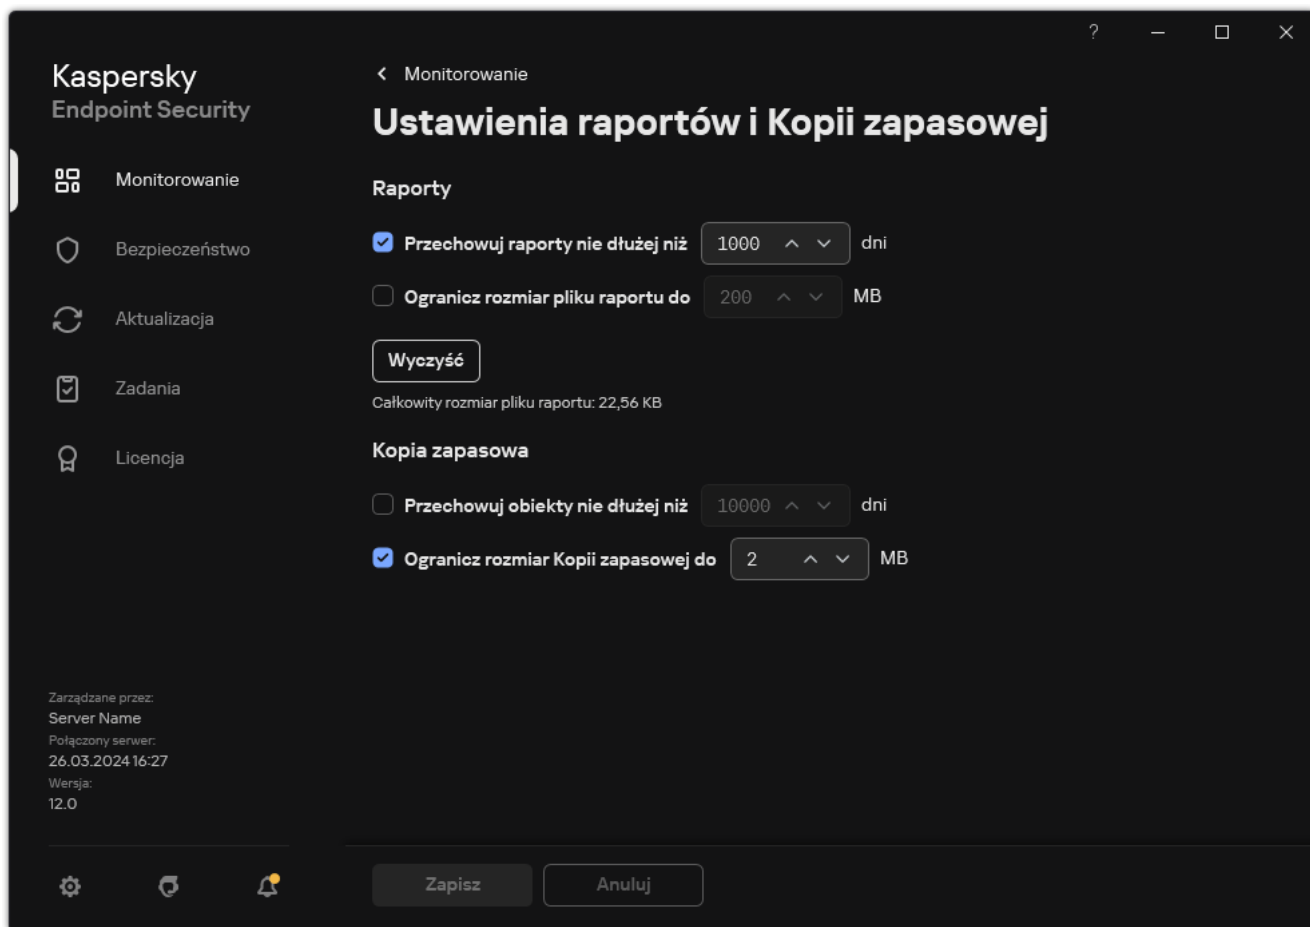 ?
Kaspersky
Endpoint Security
Monitorowanie
Bezpieczeństwo
Aktualizacja
Zadania
Licencja
Zarządzane przez:
Server Name
Połączony serwer:
26.03.2024 16:27
Wersja:
12.0
Monitorowanie
Ustawienia raportów i Kopii zapasowej
Raporty
Przechowuj raporty nie dłużej niż 1000 dni
Ogranicz rozmiar pliku raportu do 200 MB
Wyczyść
Całkowity rozmiar pliku raportu: 22,56 KB
Kopia zapasowa
Przechowuj obiekty nie dłużej niż 10000 dni
Ogranicz rozmiar Kopii zapasowej do 2 MB
Zapisz Anuluj